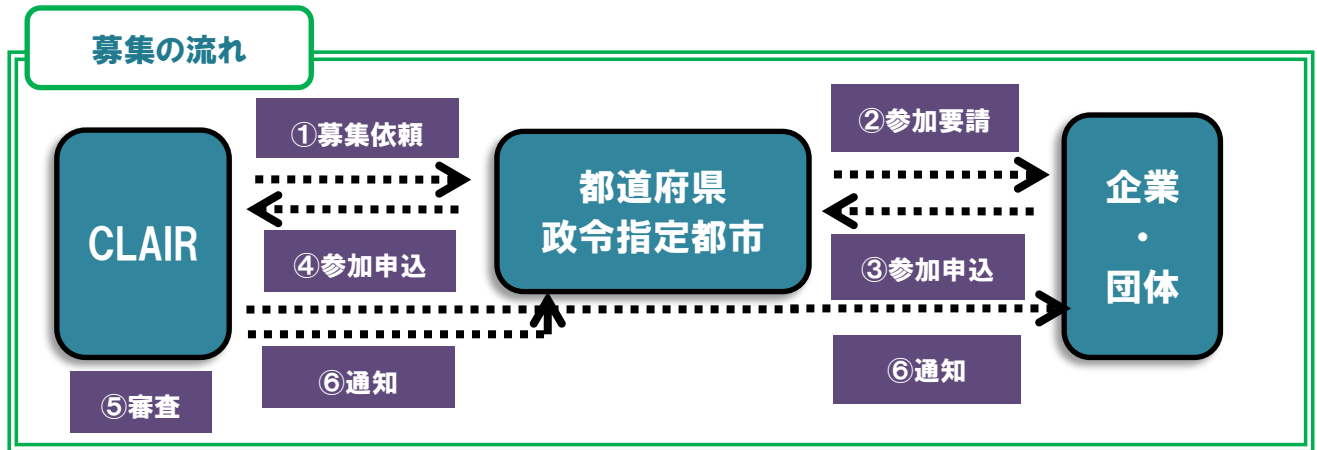 募集の流れ
①募集依頼
②参加要請
CLAIR
都道府県
政令指定都市
企業
・
団体
④参加申込
③参加申込
⑥通知
⑥通知
⑤審査